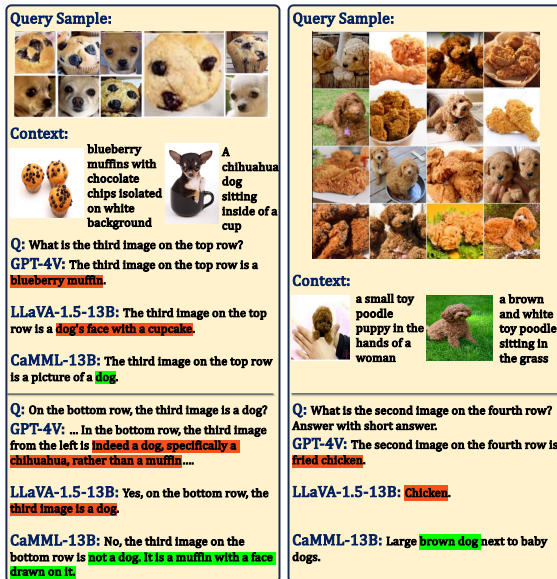 Query Sample:
Context:
blueberry
muffins with
chocolate
chips isolated
on white
background
A
chihuahua
dog
sitting
inside of a
cup
Q: What is the third image on the top row?
GPT-4V: The third image on the top row is a
blueberry muffin.
LLaVA-1.5-13B: The third image on the top
row is a dog's face with a cupcake.
CaMML-13B: The third image on the top row
is a picture of a dog.
Q: On the bottom row, the third image is a dog?
GPT-4V: ... In the bottom row, the third image
from the left is indeed a dog, specifically a
chihuahua, rather than a muffin....
LLaVA-1.5-13B: Yes, on the bottom row, the
third image is a dog.
CaMML-13B: No, the third image on the
bottom row is not a dog. It is a muffin with a face
drawn on it.
Query Sample:
Context:
a small toy
poodle
puppy in the
hands of a
woman
a brown
and white
toy poodle
sitting in
the grass
Q: What is the second image on the fourth row?
Answer with short answer.
GPT-4V: The second image on the fourth row is
fried chicken.
LLaVA-1.5-13B: Chicken.
CaMML-13B: Large brown dog next to baby
dogs.